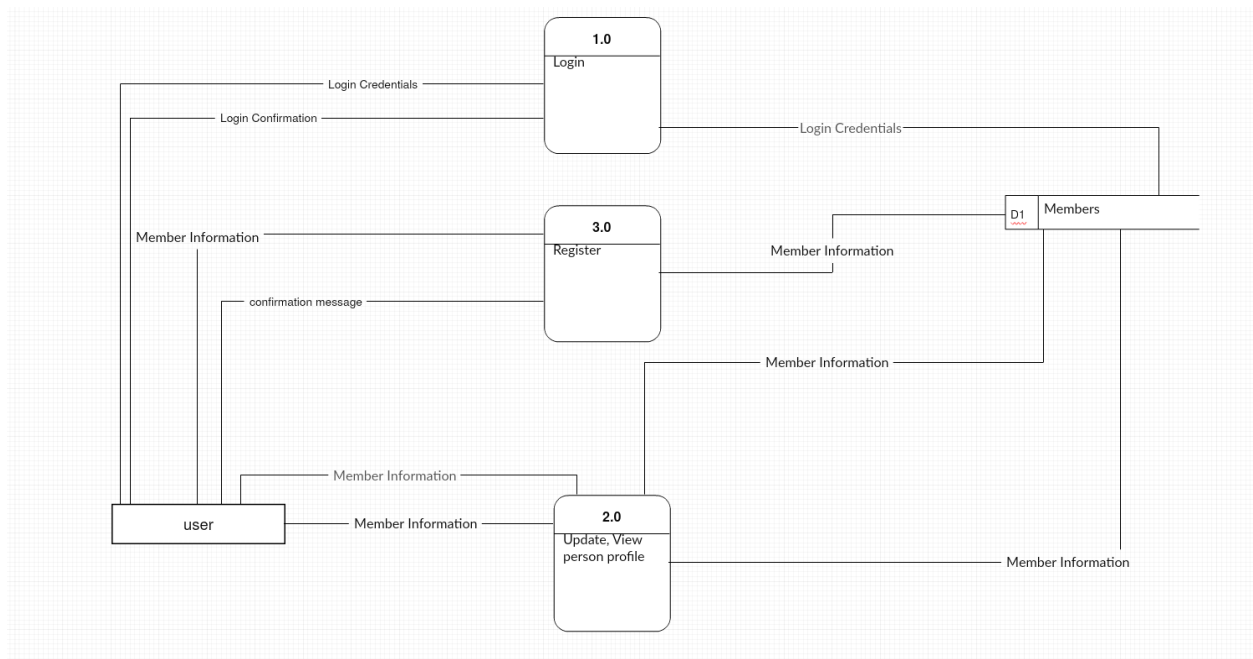 1.0
Login
Login Credentials
Login Confirmation
Login Credentials
D1
Members
3.0
Register
Member Information
Member Information
confirmation message
Member Information
Member Information
user
Member Information
2.0
Update, View
person profile
Member Information